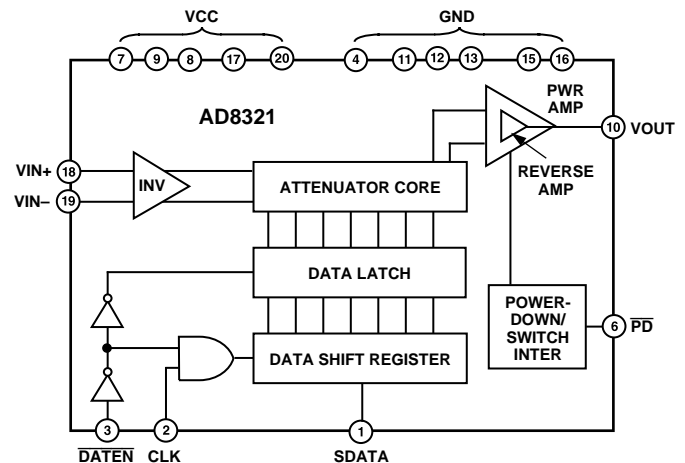 VCC GND
7 9 8 17 20 4 11 12 13 15 16
AD8321
PWR
AMP
10 VOUT
REVERSE
AMP
VIN+ 18
VIN– 19
INV
ATTENUATOR CORE
DATA LATCH
DATA SHIFT REGISTER
POWER-
DOWN/
SWITCH
INTER
6 PD
3 2 1
DATEN CLK SDATA